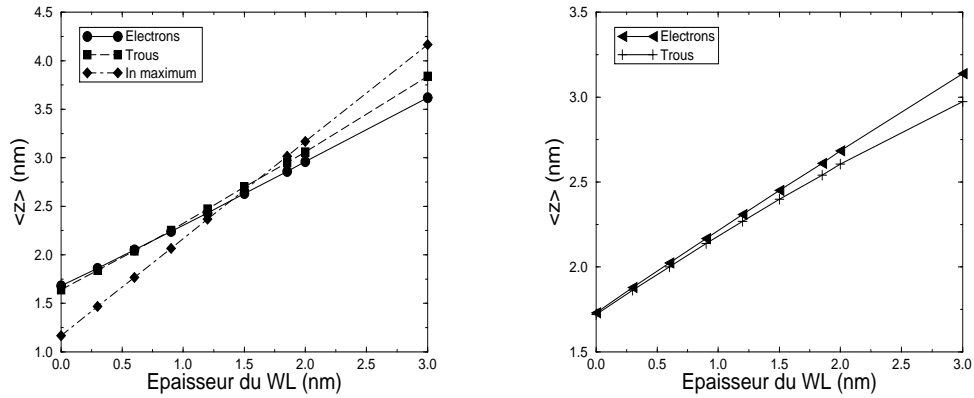 Electrons
Trous
In maximum
4.5
4.0
3.5
3.0
2.5
2.0
1.5
1.0
<z> (nm)
0.0 0.5 1.0 1.5 2.0 2.5 3.0
Epaisseur du WL (nm)
Electrons
Trous
3.5
3.0
2.5
2.0
1.5
<z> (nm)
0.0 0.5 1.0 1.5 2.0 2.5 3.0
Epaisseur du WL (nm)